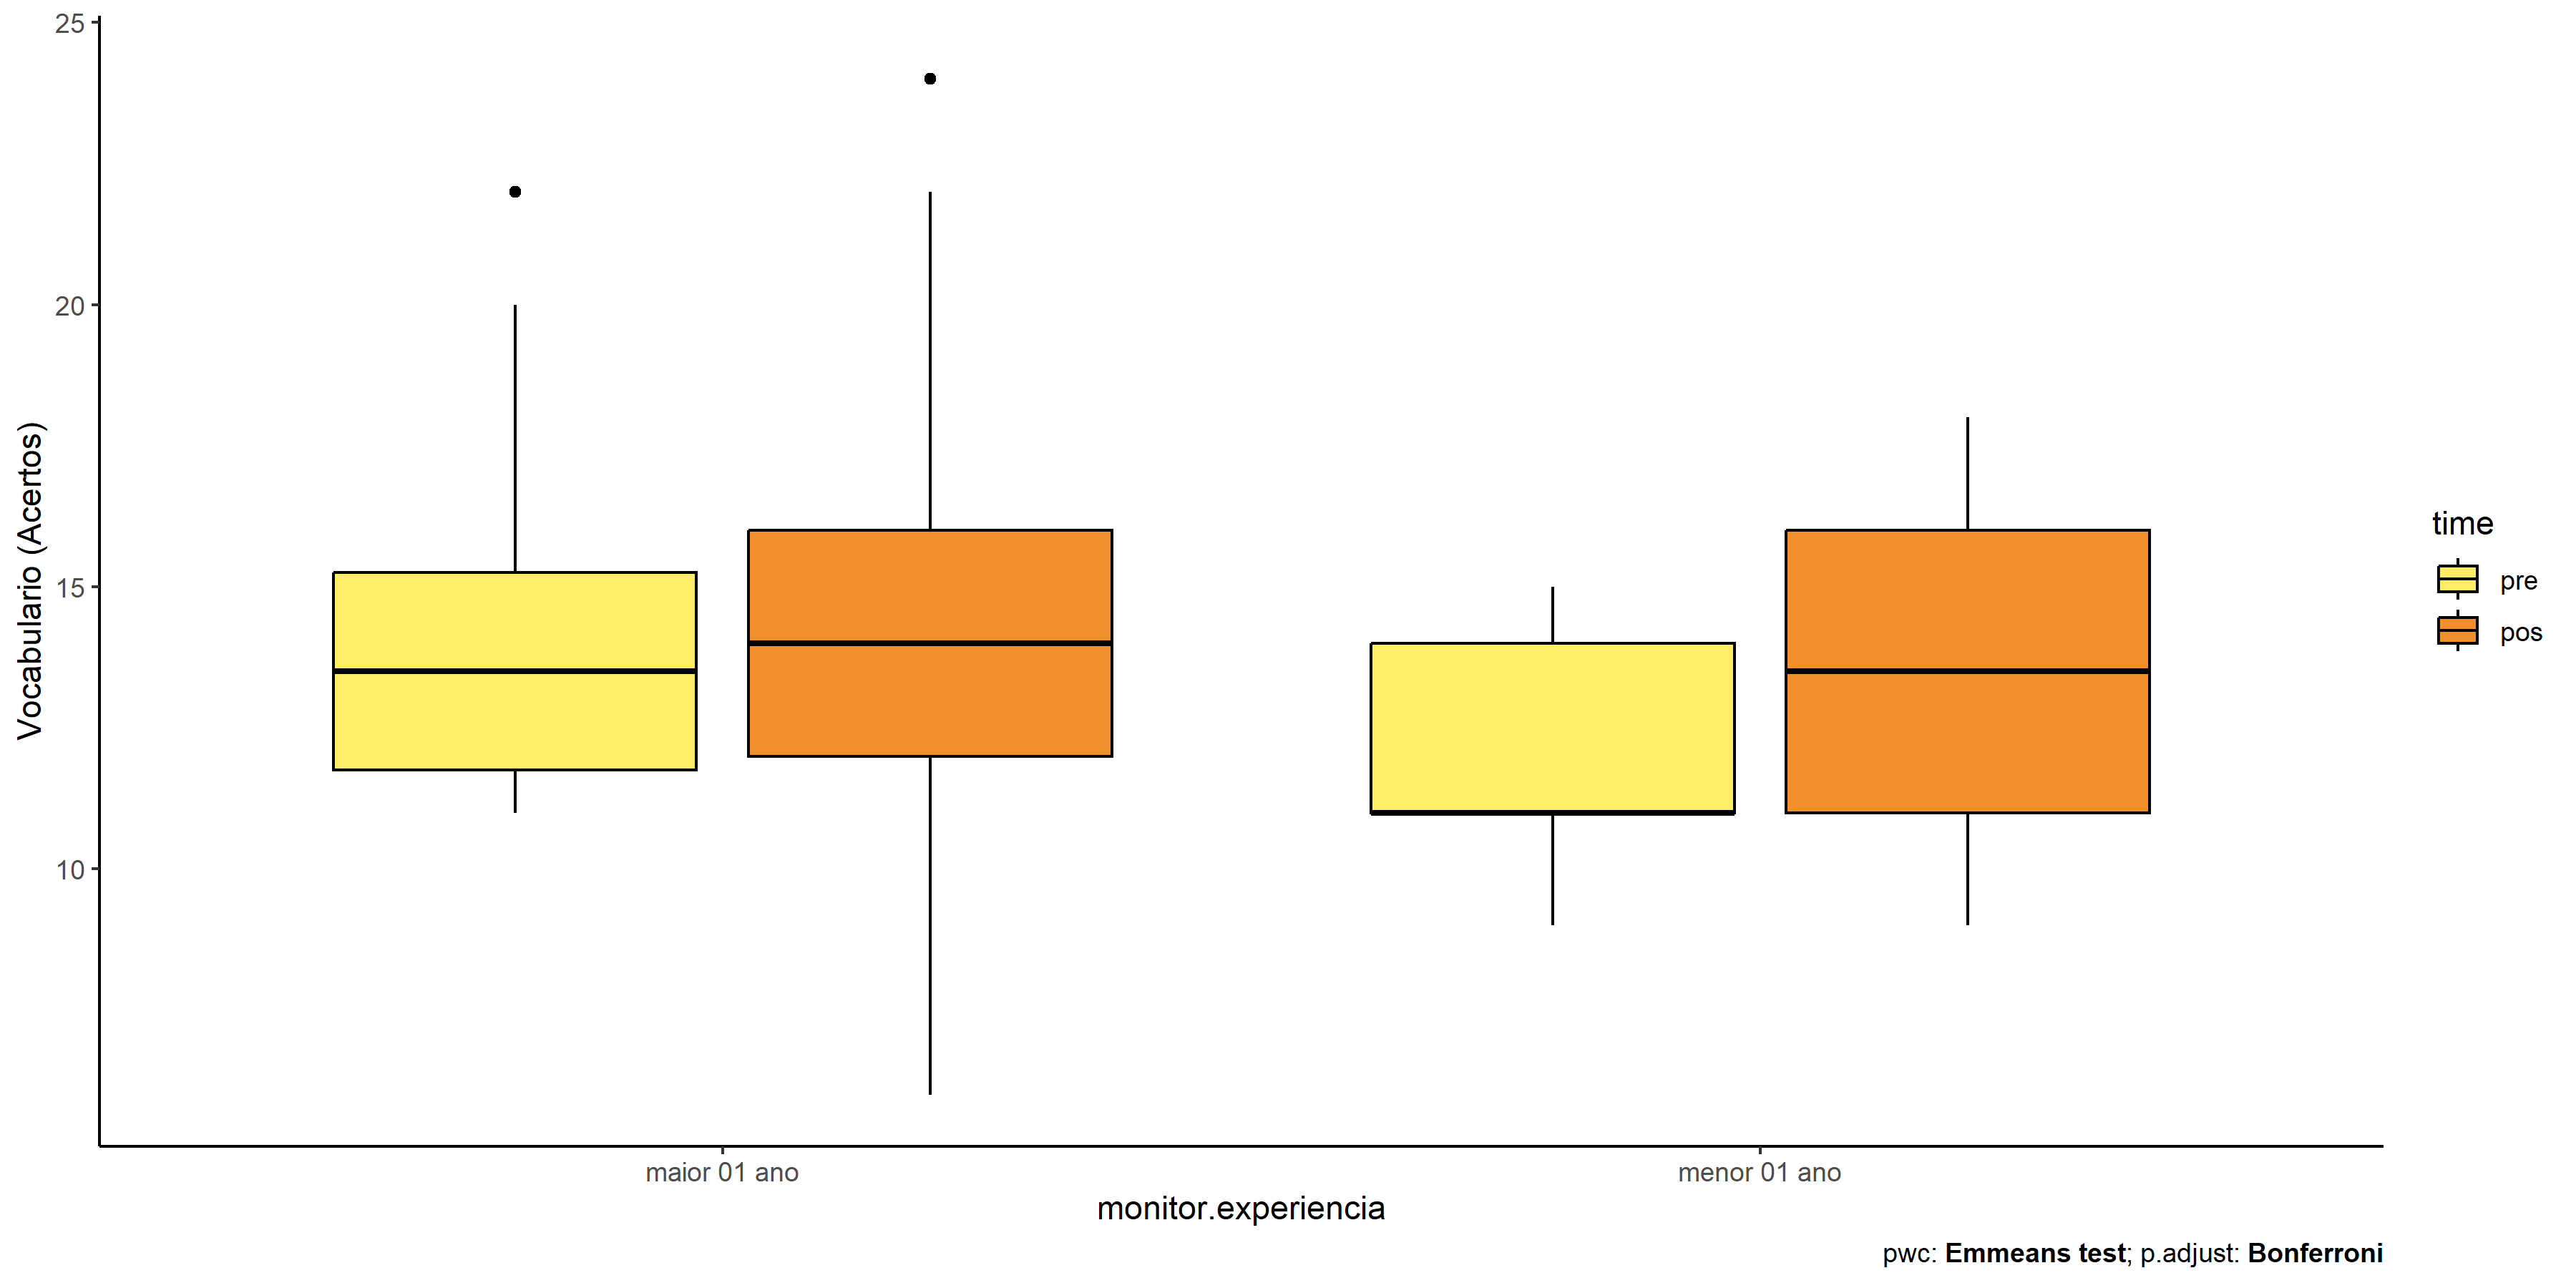 25
20
15
10
Vocabulario (Acertos)
maior 01 ano
menor 01 ano
monitor.experiencia
time
pre
pos
pwc: Emmeans test; p.adjust: Bonferroni